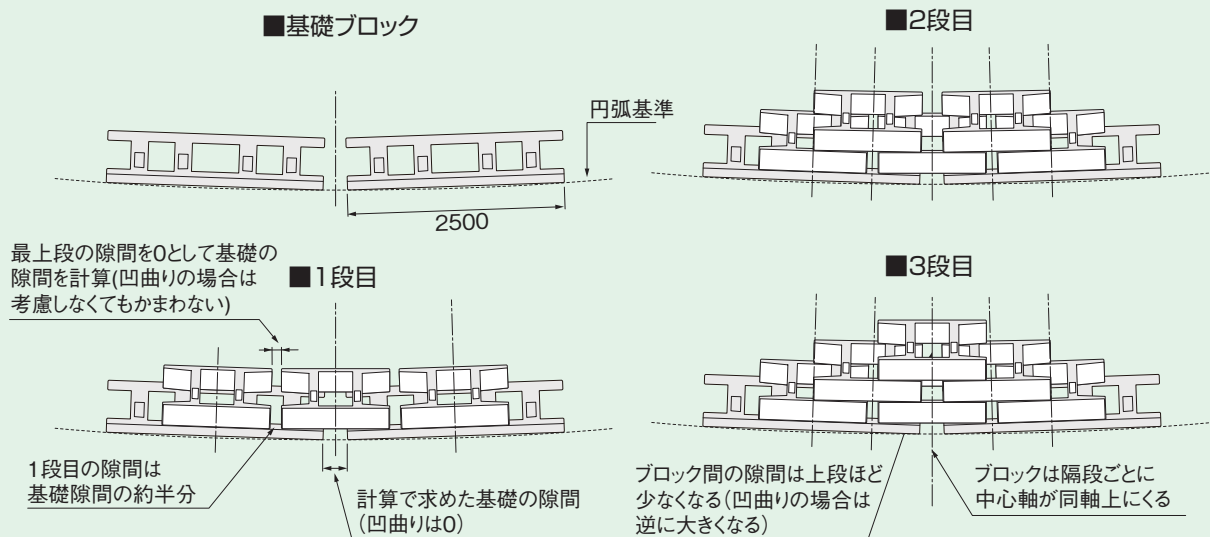 ■基礎ブロック
円弧基準
2500
■2段目
最上段の隙間を0として基礎の
隙間を計算(凹曲りの場合は
考慮しなくてもかまわない)
■1段目
1段目の隙間は
基礎隙間の約半分
計算で求めた基礎の隙間
(凹曲りは0)
■3段目
ブロック間の隙間は上段ほど
少なくなる(凹曲りの場合は
逆に大きくなる)
ブロックは隔段ごとに
中心軸が同軸上にくる